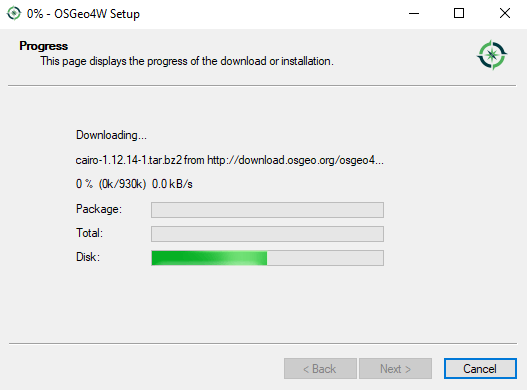 0% - OSGeo4W Setup
Progress
This page displays the progress of the download or installation.
Downloading...
cairo-1.12.14-1.tar.bz2 from http://download.osgeo.org/osgeo4...
0 % (0k/930k) 0.0 kB/s
Package:
Total:
Disk:
< Back Next > Cancel